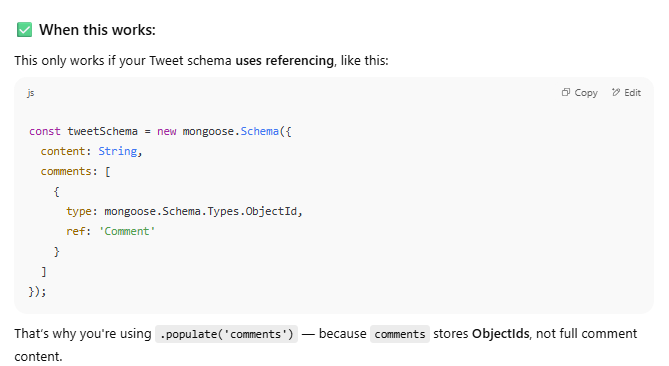 ✅ When this works:
This only works if your Tweet schema uses referencing, like this:
js Copy Edit
const tweetSchema = new mongoose.Schema({
  content: String,
  comments: [
    {
      type: mongoose.Schema.Types.ObjectId,
      ref: 'Comment'
    }
  ]
});
That's why you're using .populate('comments') — because comments stores ObjectIds, not full comment
content.